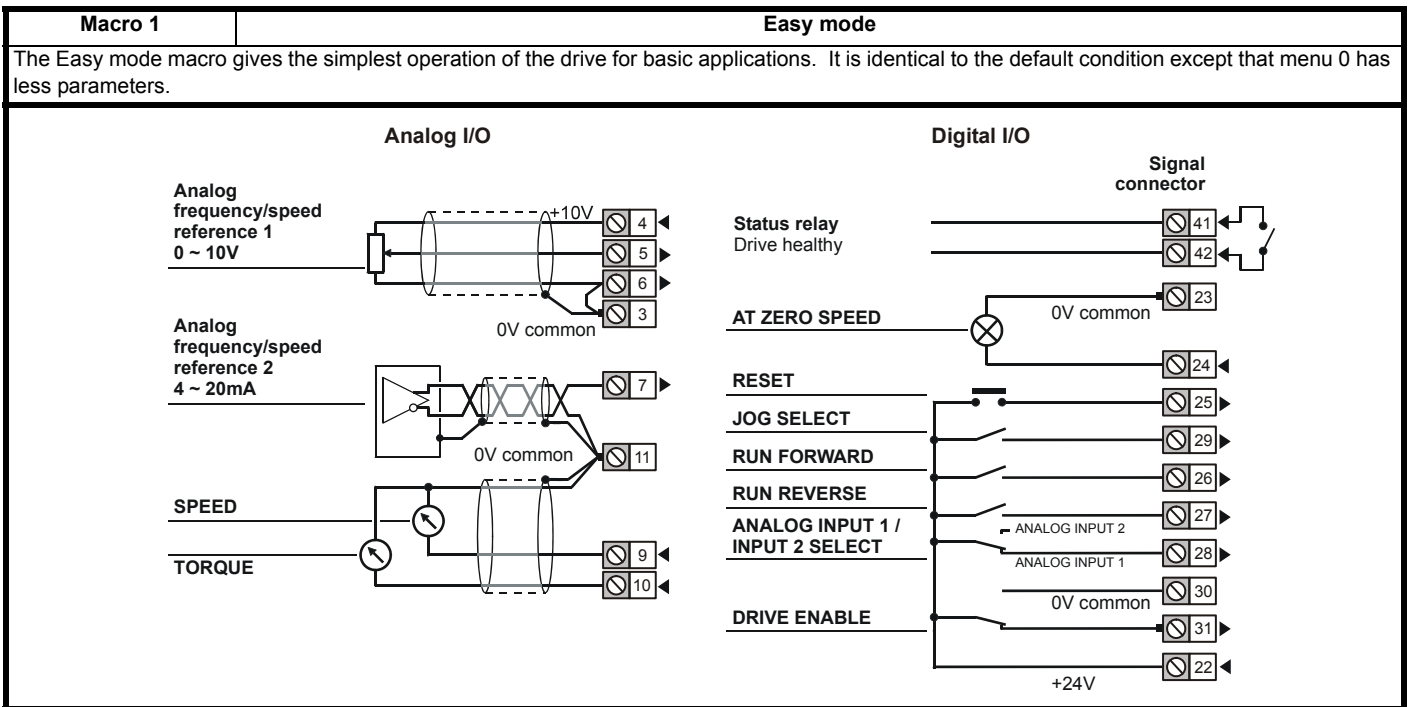 Macro 1
Easy mode
The Easy mode macro gives the simplest operation of the drive for basic applications. It is identical to the default condition except that menu 0 has
less parameters.
Analog I/O
Analog
frequency/speed
reference 1
0 ~ 10V
+10V
4
5
6
3
0V common
Analog
frequency/speed
reference 2
4 ~ 20mA
7
0V common
11
SPEED
TORQUE
9
10
Digital I/O
Signal
connector
Status relay
Drive healthy
41
42
AT ZERO SPEED
0V common
23
24
RESET
25
JOG SELECT
29
RUN FORWARD
26
RUN REVERSE
27
ANALOG INPUT 1 /
INPUT 2 SELECT
ANALOG INPUT 2
28
ANALOG INPUT 1
30
0V common
DRIVE ENABLE
31
22
+24V